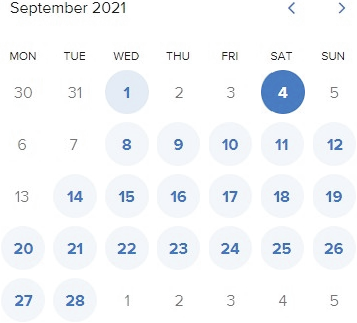 September 2021
MON TUE WED THU FRI SAT SUN
30 31 1 2 3 4 5
6 7 8 9 10 11 12
13 14 15 16 17 18 19
20 21 22 23 24 25 26
27 28 1 2 3 4 5